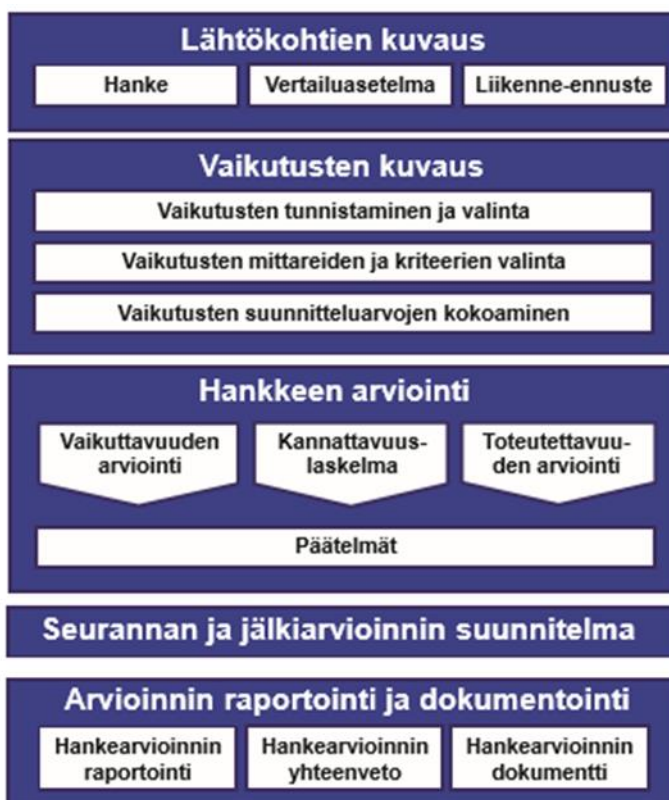 Lähtökohtien kuvaus
Hanke
Vertailuasetelma
Liikenne-ennuste
Vaikutusten kuvaus
Vaikutusten tunnistaminen ja valinta
Vaikutusten mittareiden ja kriteerien valinta
Vaikutusten suunnitteluarvojen kokoaminen
Hankkeen arviointi
Vaikuttavuuden
arviointi
Kannattavuus-
laskelma
Toteutettavuu-
den arviointi
Päätelmät
Seurannan ja jälkiarvioinnin suunnitelma
Arvioinnin raportointi ja dokumentointi
Hankearvioinnin
raportointi
Hankearvioinnin
yhteenveto
Hankearvioinnin
dokumentti